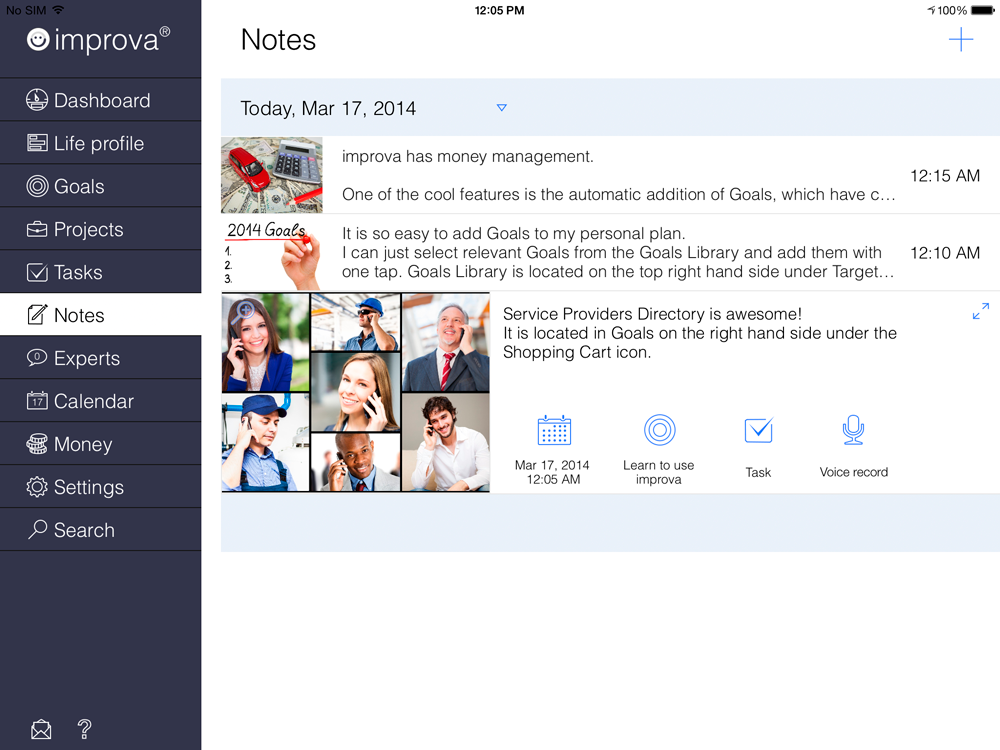 No SIM
12:05 PM
100%
improva®
Dashboard
Life profile
Goals
Projects
Tasks
Notes
0
Experts
17
Calendar
Money
Settings
Search
?
Notes
Today, Mar 17, 2014
improva has money management.
One of the cool features is the automatic addition of Goals, which have c...
12:15 AM
2014 Goals
1.
2.
3.
It is so easy to add Goals to my personal plan.
I can just select relevant Goals from the Goals Library and add them with
one tap. Goals Library is located on the top right hand side under Target...
12:10 AM
Service Providers Directory is awesome!
It is located in Goals on the right hand side under the
Shopping Cart icon.
Mar 17, 2014
12:05 AM
Learn to use
improva
Task
Voice record